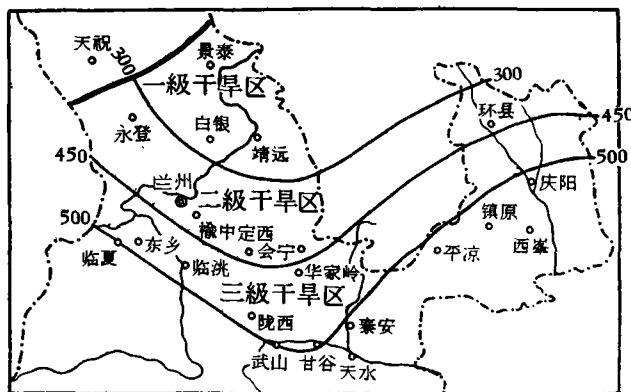 天祝
景泰
300
一級干旱区
300
环县
永登
白银
靖远
450
450
兰州
500
二級干旱区
庆阳
榆中
定西
会宁
镇原
西峯
500
临夏
东乡
临洮
华家岭
平凉
三級干旱区
陇西
秦安
武山
甘谷
天水